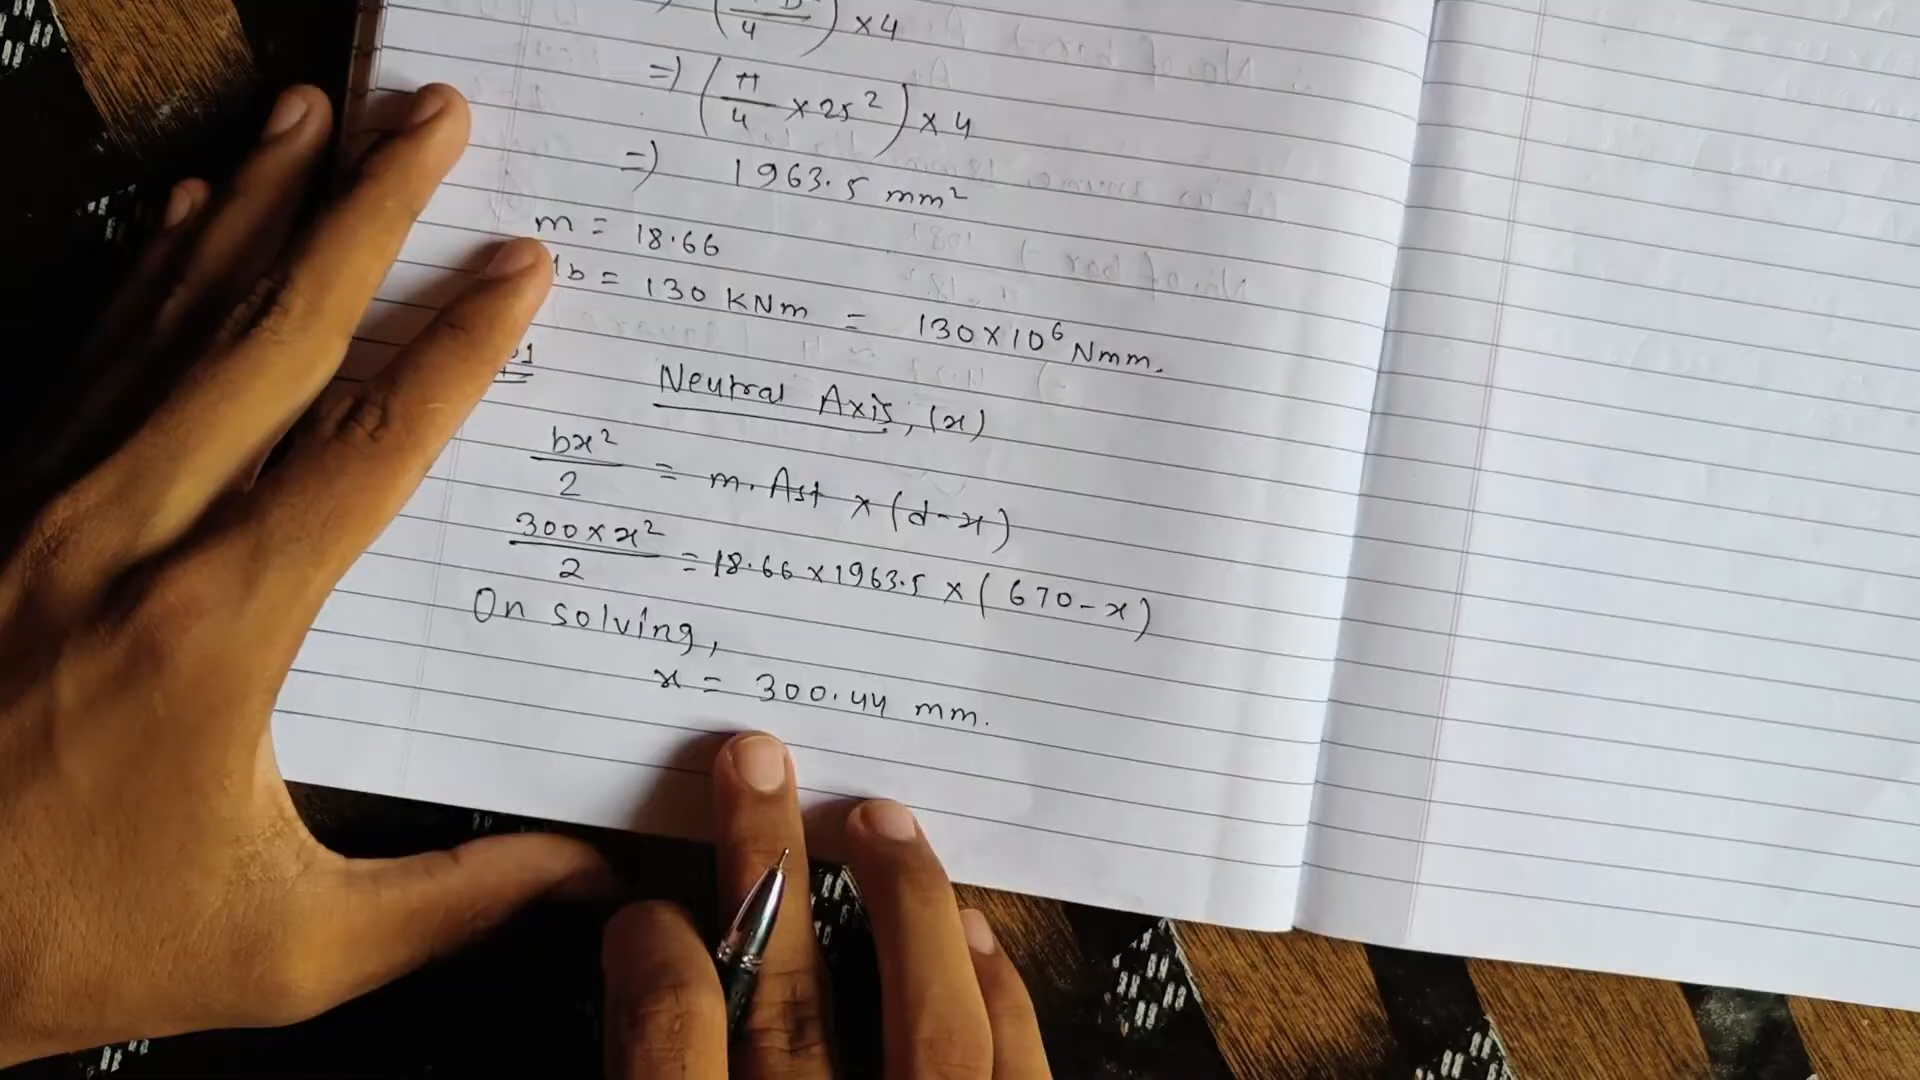 4 ) × 4
=> ( π/4 × 25² ) × 4
=> 1963.5 mm²
m = 18.66
= 130 KNm = 130×10⁶ Nmm.
Neutral Axis, (x)
bx²/2 = m. Ast × (d-x)
300×x²/2 = 18.66×1963.5 × (670-x)
On solving,
x = 300.44 mm.